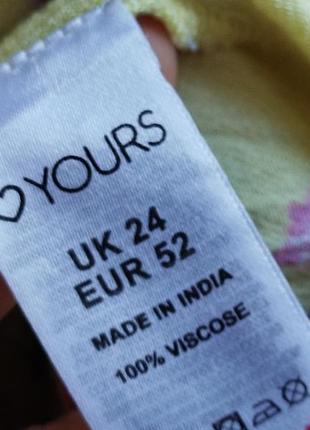 YOURS
UK 24
EUR 52
MADE IN INDIA
100% VISCOSE